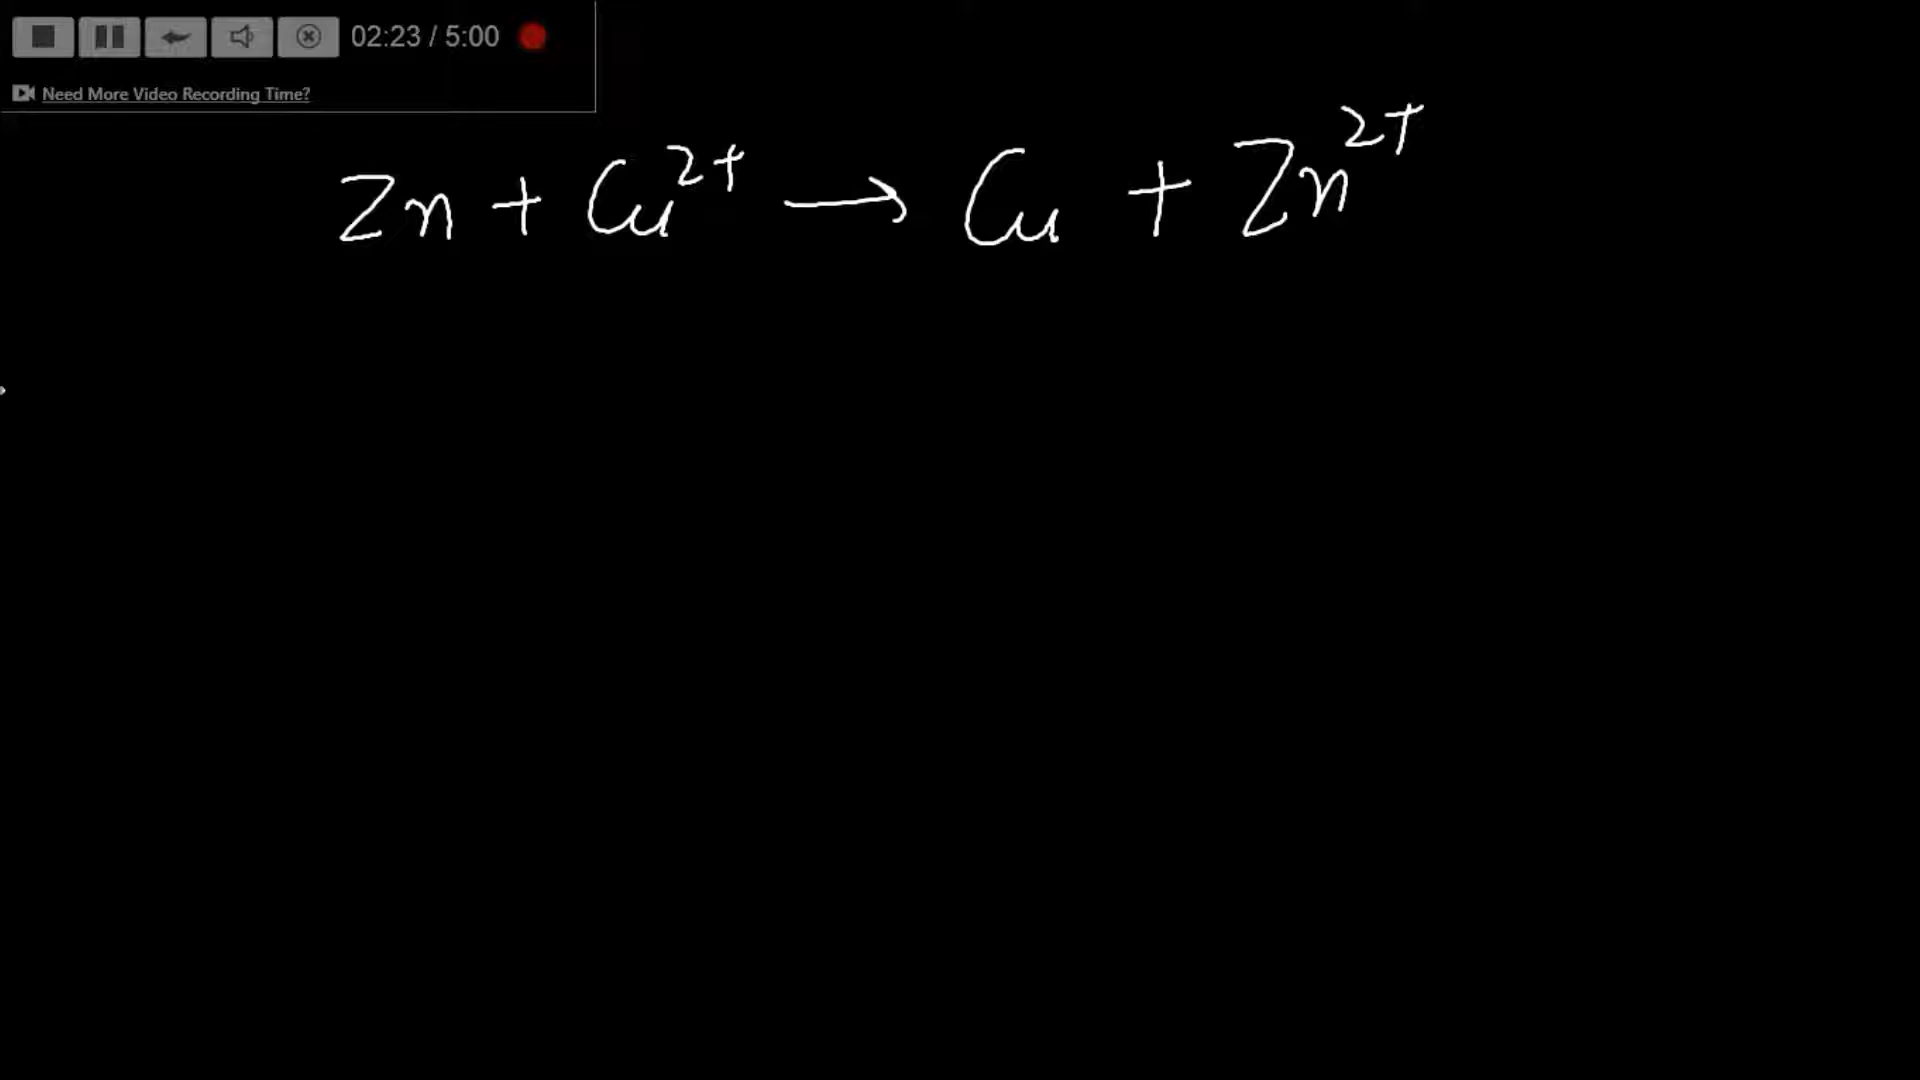 02:23 / 5:00
Need More Video Recording Time?
Zn + Cu²⁺ → Cu + Zn²⁺